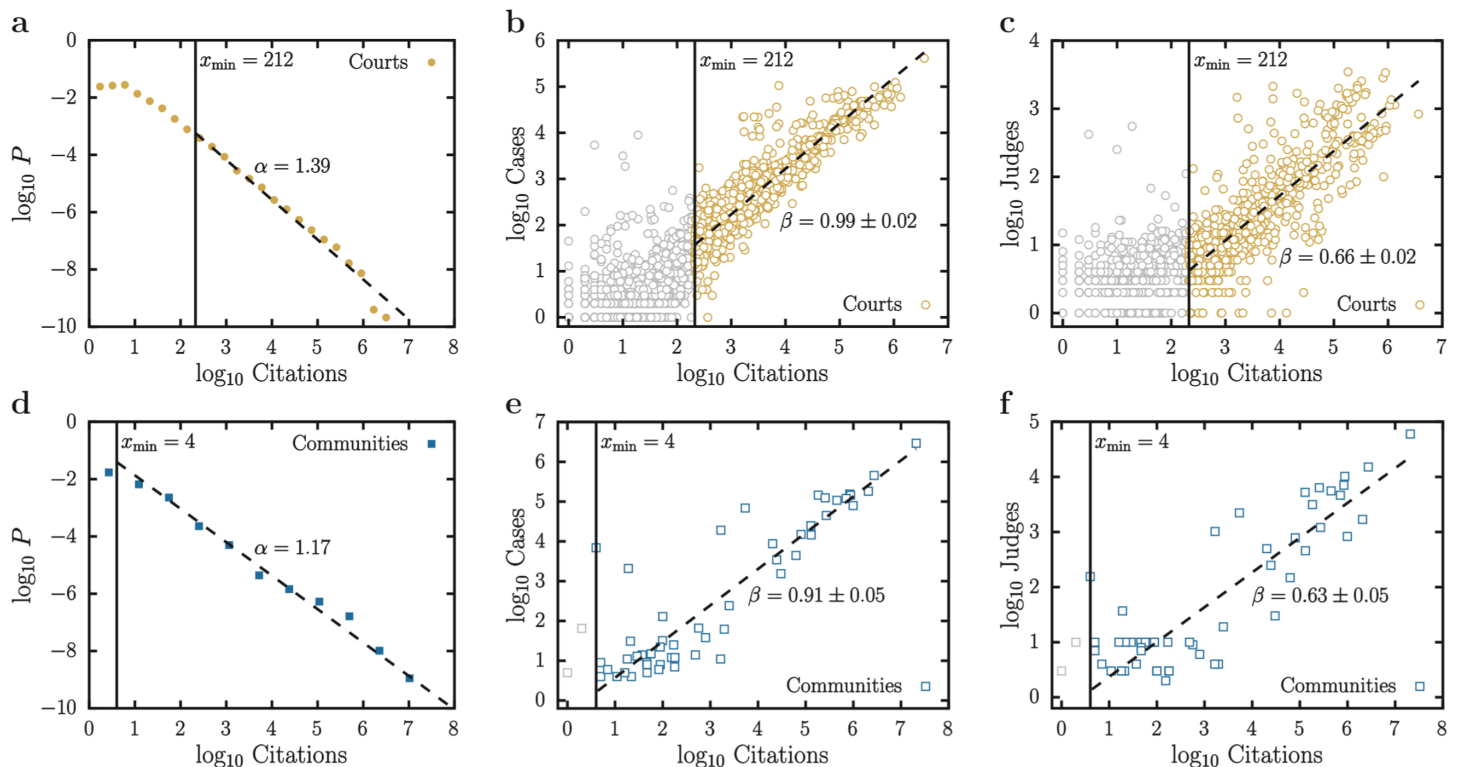 a
0
−2
−4
−6
−8
−10
log₁₀ P
x_min = 212
Courts
α = 1.39
0 1 2 3 4 5 6 7 8
log₁₀ Citations
b
6
5
4
3
2
1
0
log₁₀ Cases
x_min = 212
β = 0.99 ± 0.02
Courts
0 1 2 3 4 5 6 7
log₁₀ Citations
c
4
3
2
1
0
log₁₀ Judges
x_min = 212
β = 0.66 ± 0.02
Courts
0 1 2 3 4 5 6 7
log₁₀ Citations
d
0
−2
−4
−6
−8
−10
log₁₀ P
x_min = 4
Communities
α = 1.17
0 1 2 3 4 5 6 7 8
log₁₀ Citations
e
7
6
5
4
3
2
1
0
log₁₀ Cases
x_min = 4
β = 0.91 ± 0.05
Communities
0 1 2 3 4 5 6 7 8
log₁₀ Citations
f
5
4
3
2
1
0
log₁₀ Judges
x_min = 4
β = 0.63 ± 0.05
Communities
0 1 2 3 4 5 6 7 8
log₁₀ Citations